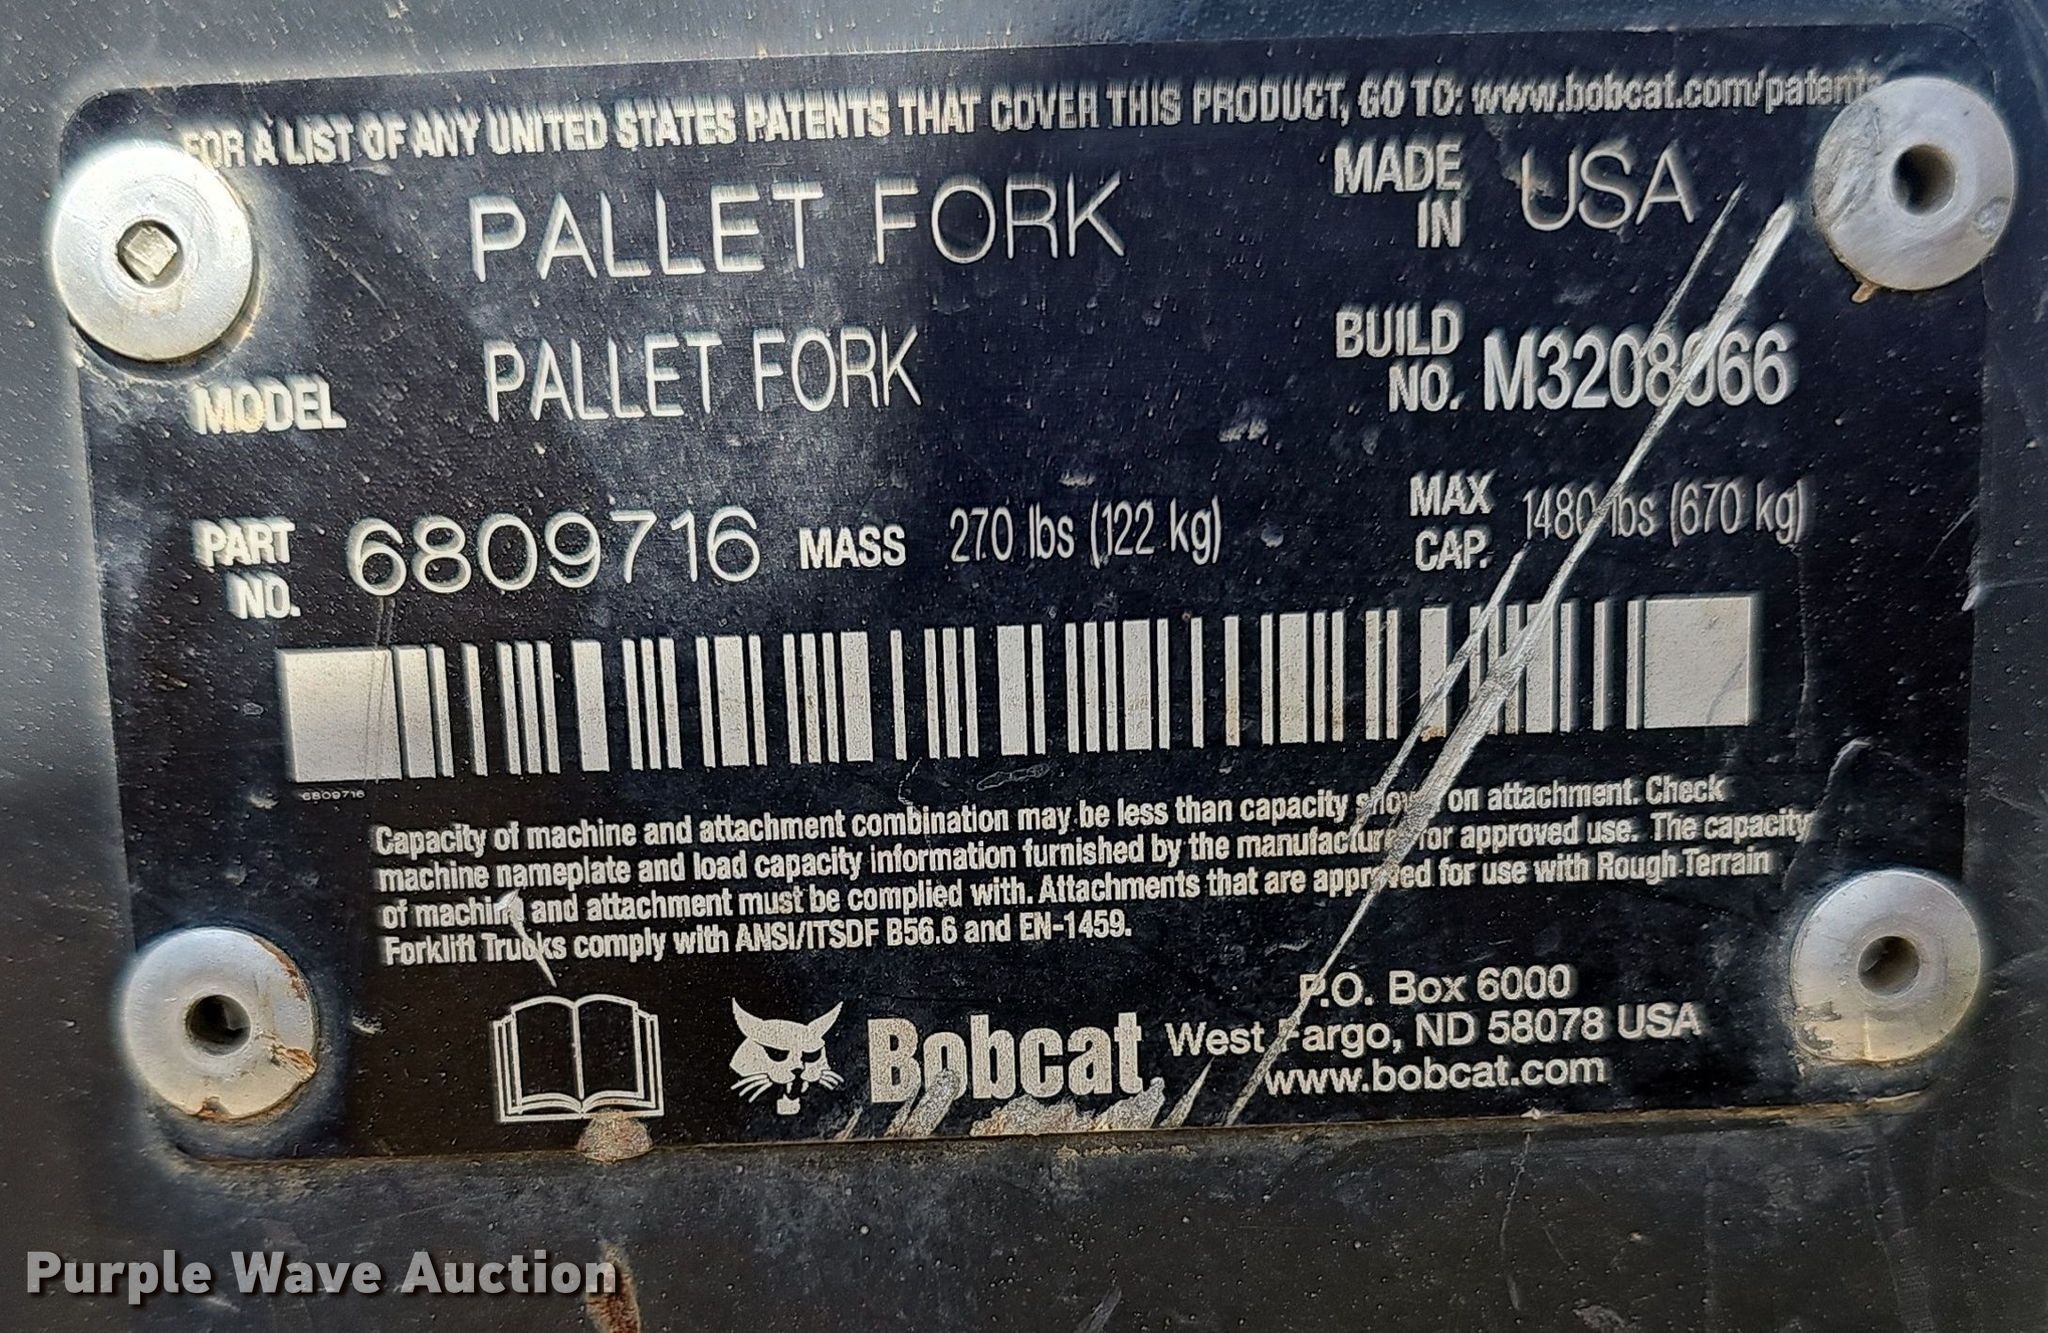 FOR A LIST OF ANY UNITED STATES PATENTS THAT COVER THIS PRODUCT, GO TO: www.bobcat.com/patents
PALLET FORK
MADE IN USA
MODEL PALLET FORK
BUILD NO.
PART NO. 6809716 MASS 270 lbs (122 kg)
MAX CAP. 1480 lbs (670 kg)
6809716
Capacity of machine and attachment combination may be less than capacity shown on attachment. Check
machine nameplate and load capacity information furnished by the manufacturer for approved use. The capacity
of machine and attachment must be complied with. Attachments that are approved for use with Rough Terrain
Forklift Trucks comply with ANSI/ITSDF B56.6 and EN-1459.
Bobcat
P.O. Box 6000
West Fargo, ND 58078 USA
www.bobcat.com
Purple Wave Auction